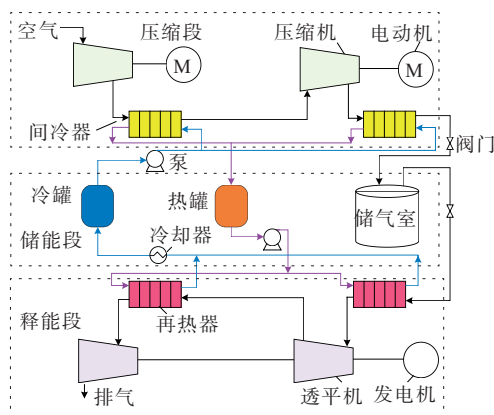 空气
压缩段
压缩机
电动机
M
M
间冷器
阀门
泵
冷罐
热罐
储气室
储能段
冷却器
释能段
再热器
排气
透平机
发电机